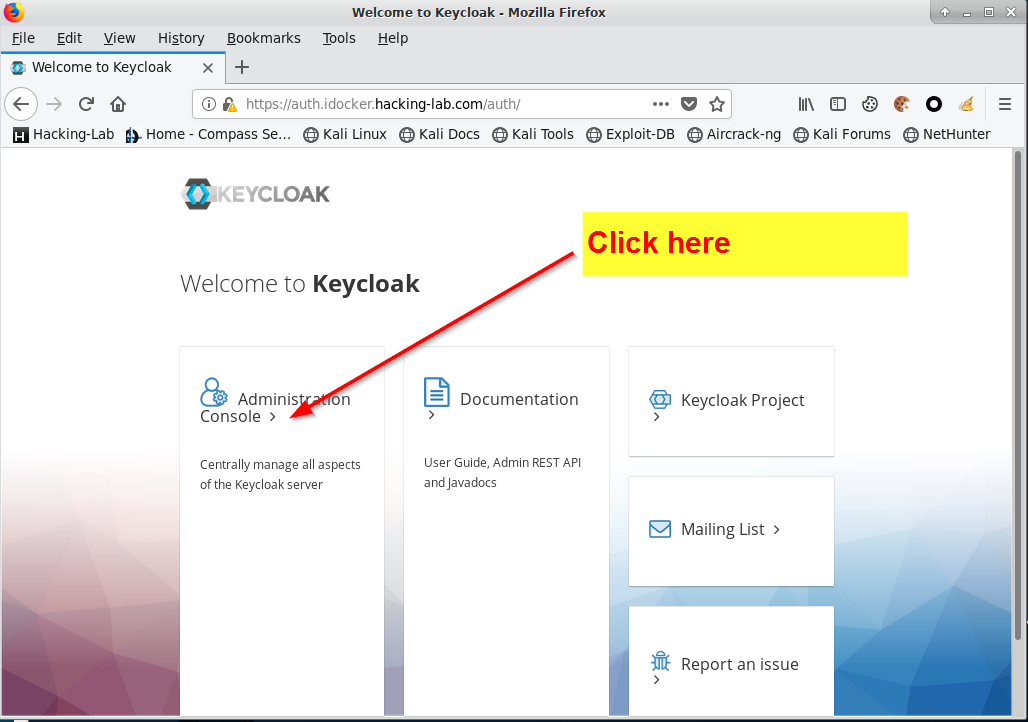 Welcome to Keycloak - Mozilla Firefox
File Edit View History Bookmarks Tools Help
Welcome to Keycloak
https://auth.idocker.hacking-lab.com/auth/
Hacking-Lab Home - Compass Se... Kali Linux Kali Docs Kali Tools Exploit-DB Aircrack-ng Kali Forums NetHunter
KEYCLOAK
Click here
Welcome to Keycloak
Administration
Console
Centrally manage all aspects
of the Keycloak server
Documentation
User Guide, Admin REST API
and Javadocs
Keycloak Project
Mailing List
Report an issue